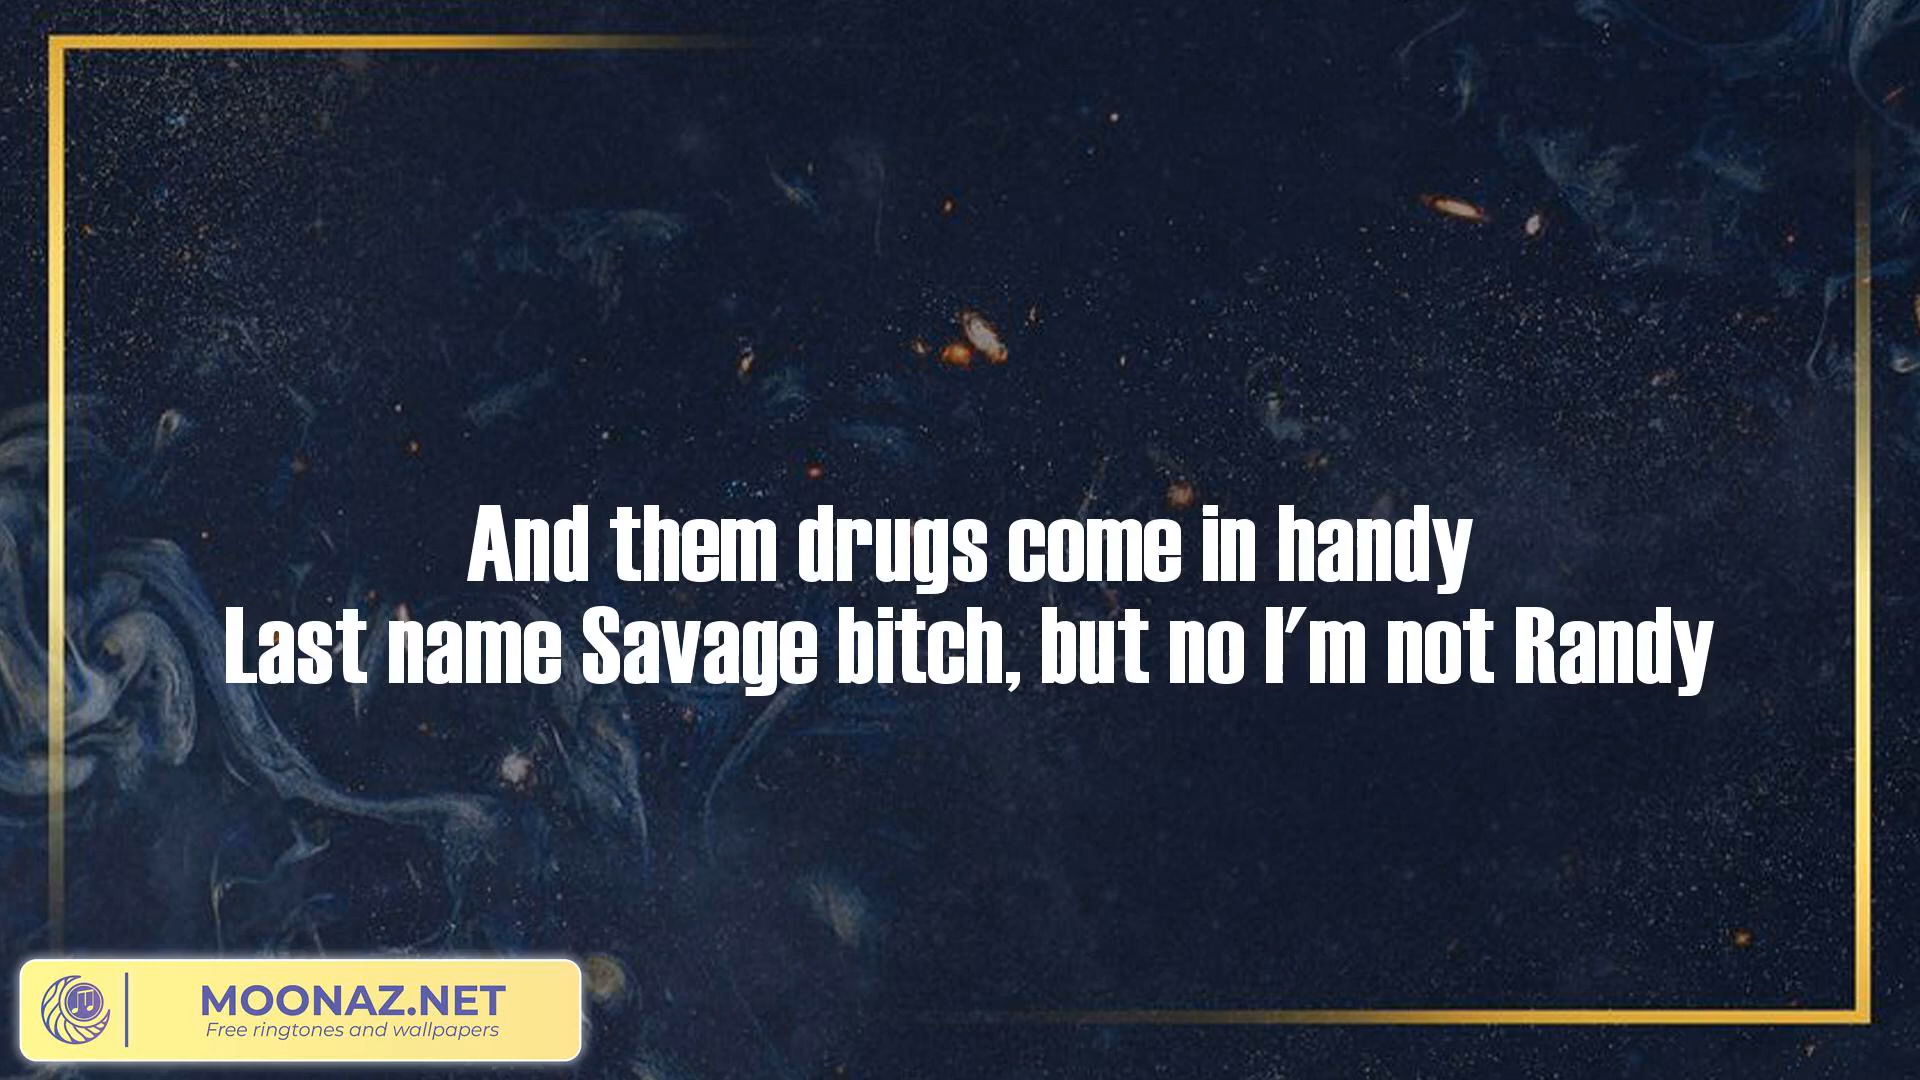 And them drugs come in handy
Last name Savage bitch, but no I'm not Randy
MOONAZ.NET
Free ringtones and wallpapers